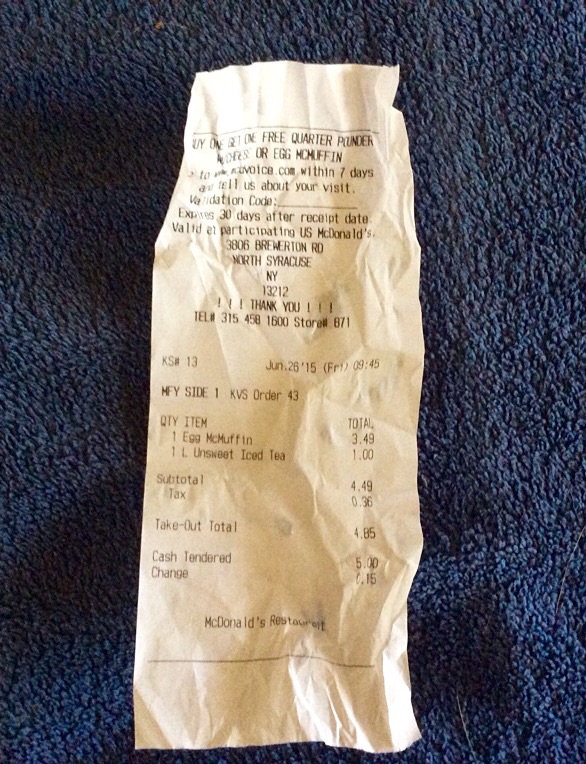 BUY ONE GET ONE FREE QUARTER POUNDER
W/CHEESE OR EGG MCMUFFIN
to www.mcdvoice.com within 7 days
and tell us about your visit.
Validation Code:
Expires 30 days after receipt date.
Valid at participating US McDonald's.
3806 BREWERTON RD
NORTH SYRACUSE
NY
13212
! ! ! THANK YOU ! ! !
TEL# 315 458 1600 Store# 871
KS# 13 Jun.26'15 (Fri) 09:45
MFY SIDE 1 KVS Order 43
QTY ITEM TOTAL
1 Egg McMuffin 3.49
1 L Unsweet Iced Tea 1.00
Subtotal 4.49
Tax 0.36
Take-Out Total 4.85
Cash Tendered 5.00
Change 0.15
McDonald's Restaurant